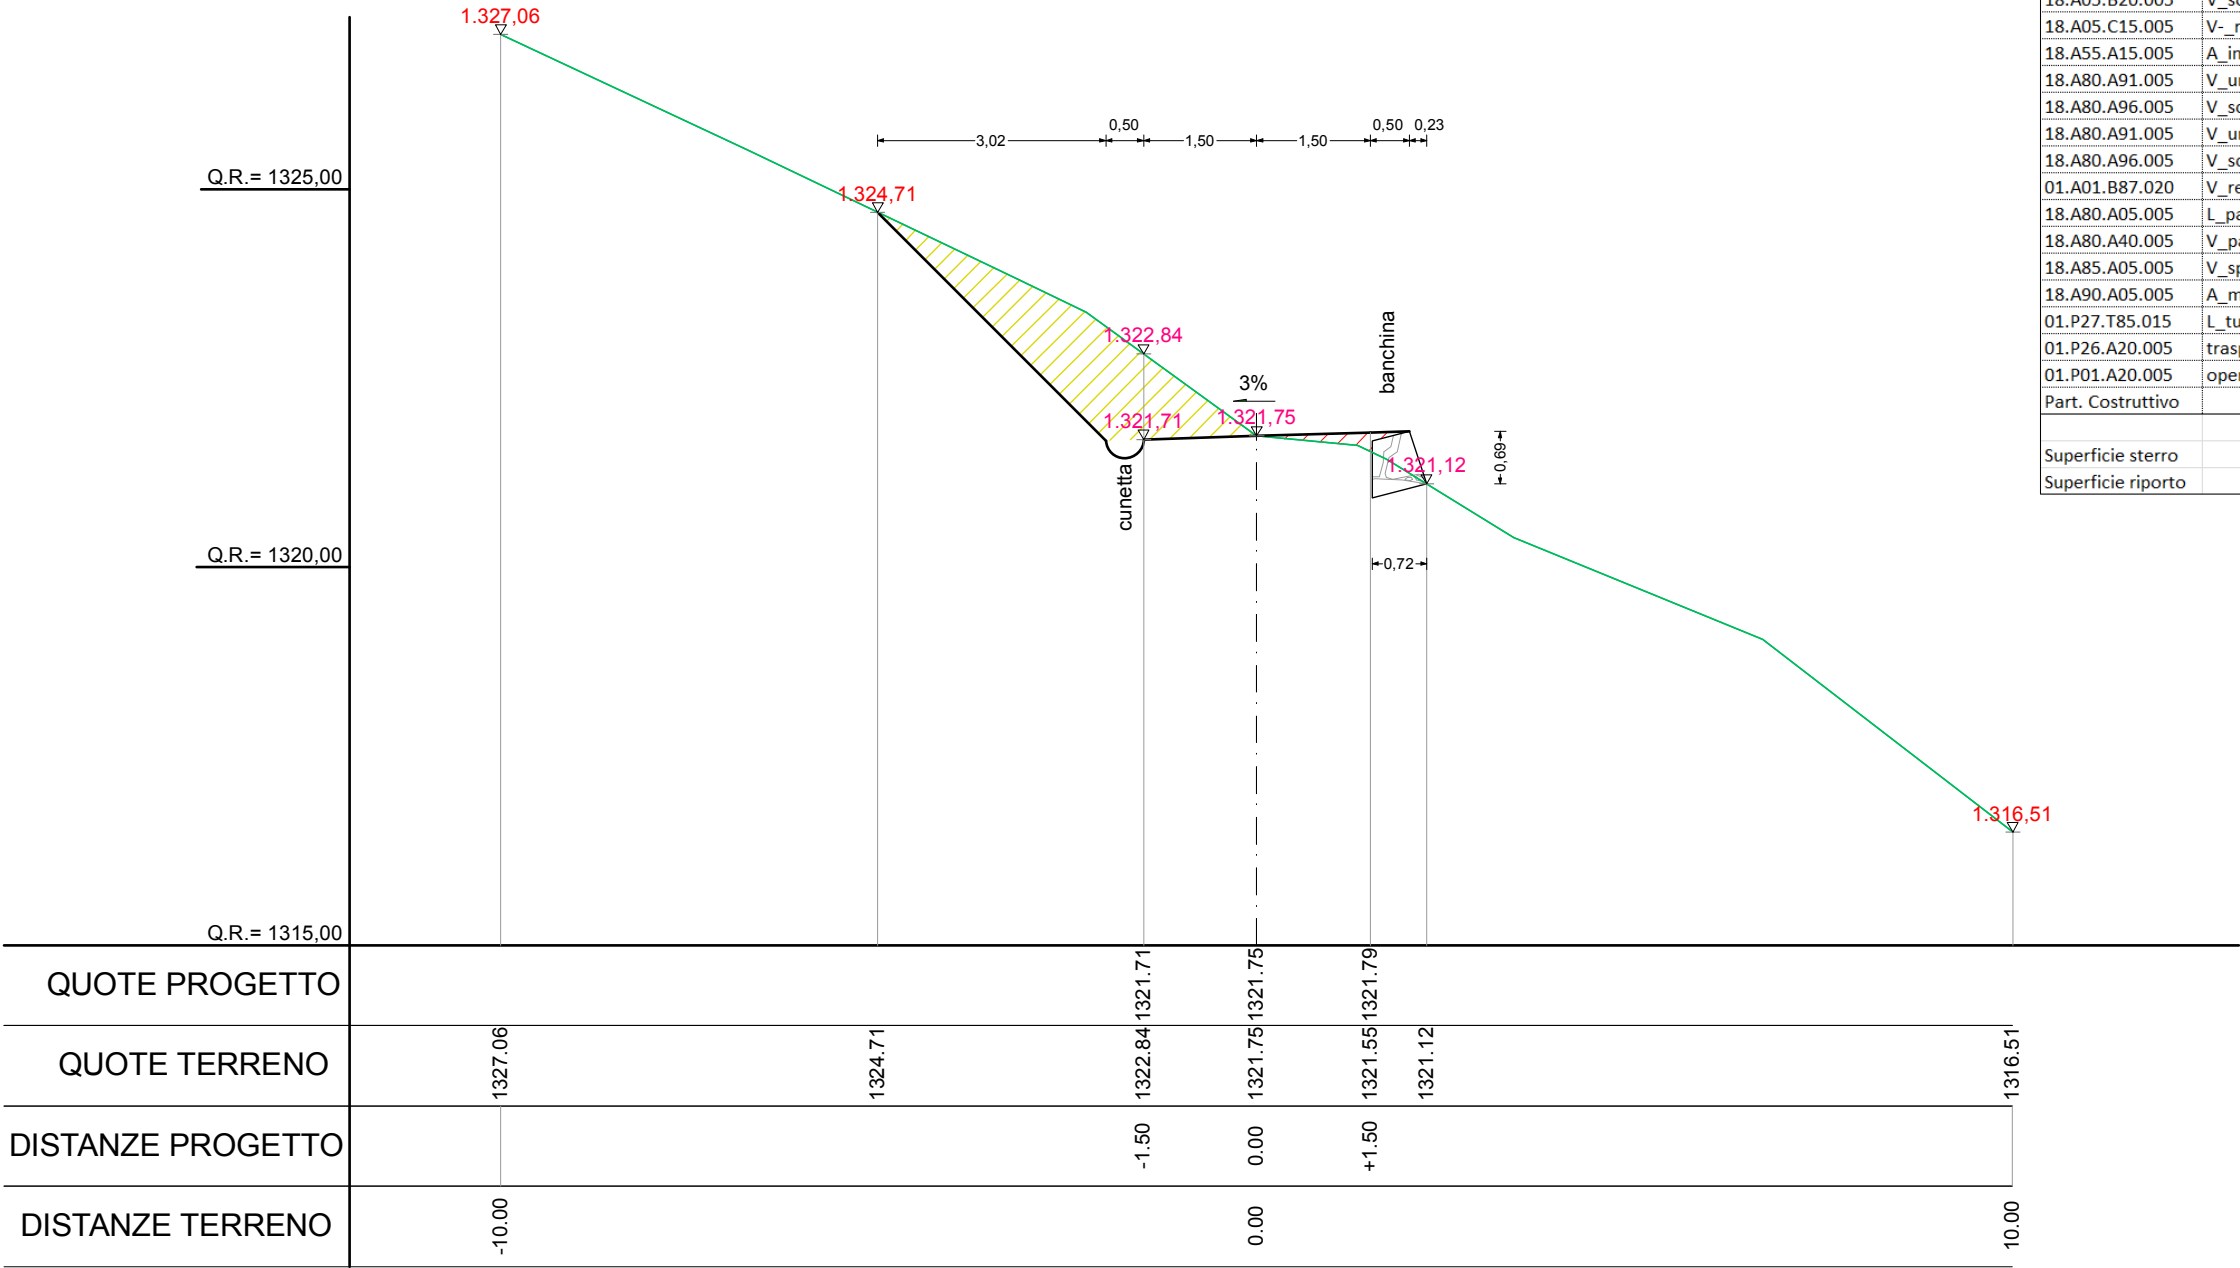 1.327,06
Q.R.= 1325,00
1.324,71
3,02
0,50
1,50
1,50
0,50
0,23
1.322,84
3%
banchina
1.321,71
1.321,75
1.321,12
0,69
cunetta
0,72
Q.R.= 1320,00
1.316,51
Q.R.= 1315,00
QUOTE PROGETTO
1321.71
1321.75
1321.79
QUOTE TERRENO
1327.06
1324.71
1322.84
1321.75
1321.55
1321.12
1316.51
DISTANZE PROGETTO
-1.50
0.00
+1.50
DISTANZE TERRENO
-10.00
0.00
10.00
18.A05.C15.005
18.A55.A15.005
18.A80.A91.005
18.A80.A96.005
18.A80.A91.005
18.A80.A96.005
01.A01.B87.020
18.A80.A05.005
18.A80.A40.005
18.A85.A05.005
18.A90.A05.005
01.P27.T85.015
01.P26.A20.005
01.P01.A20.005
Part. Costruttivo
Superficie sterro
Superficie riporto